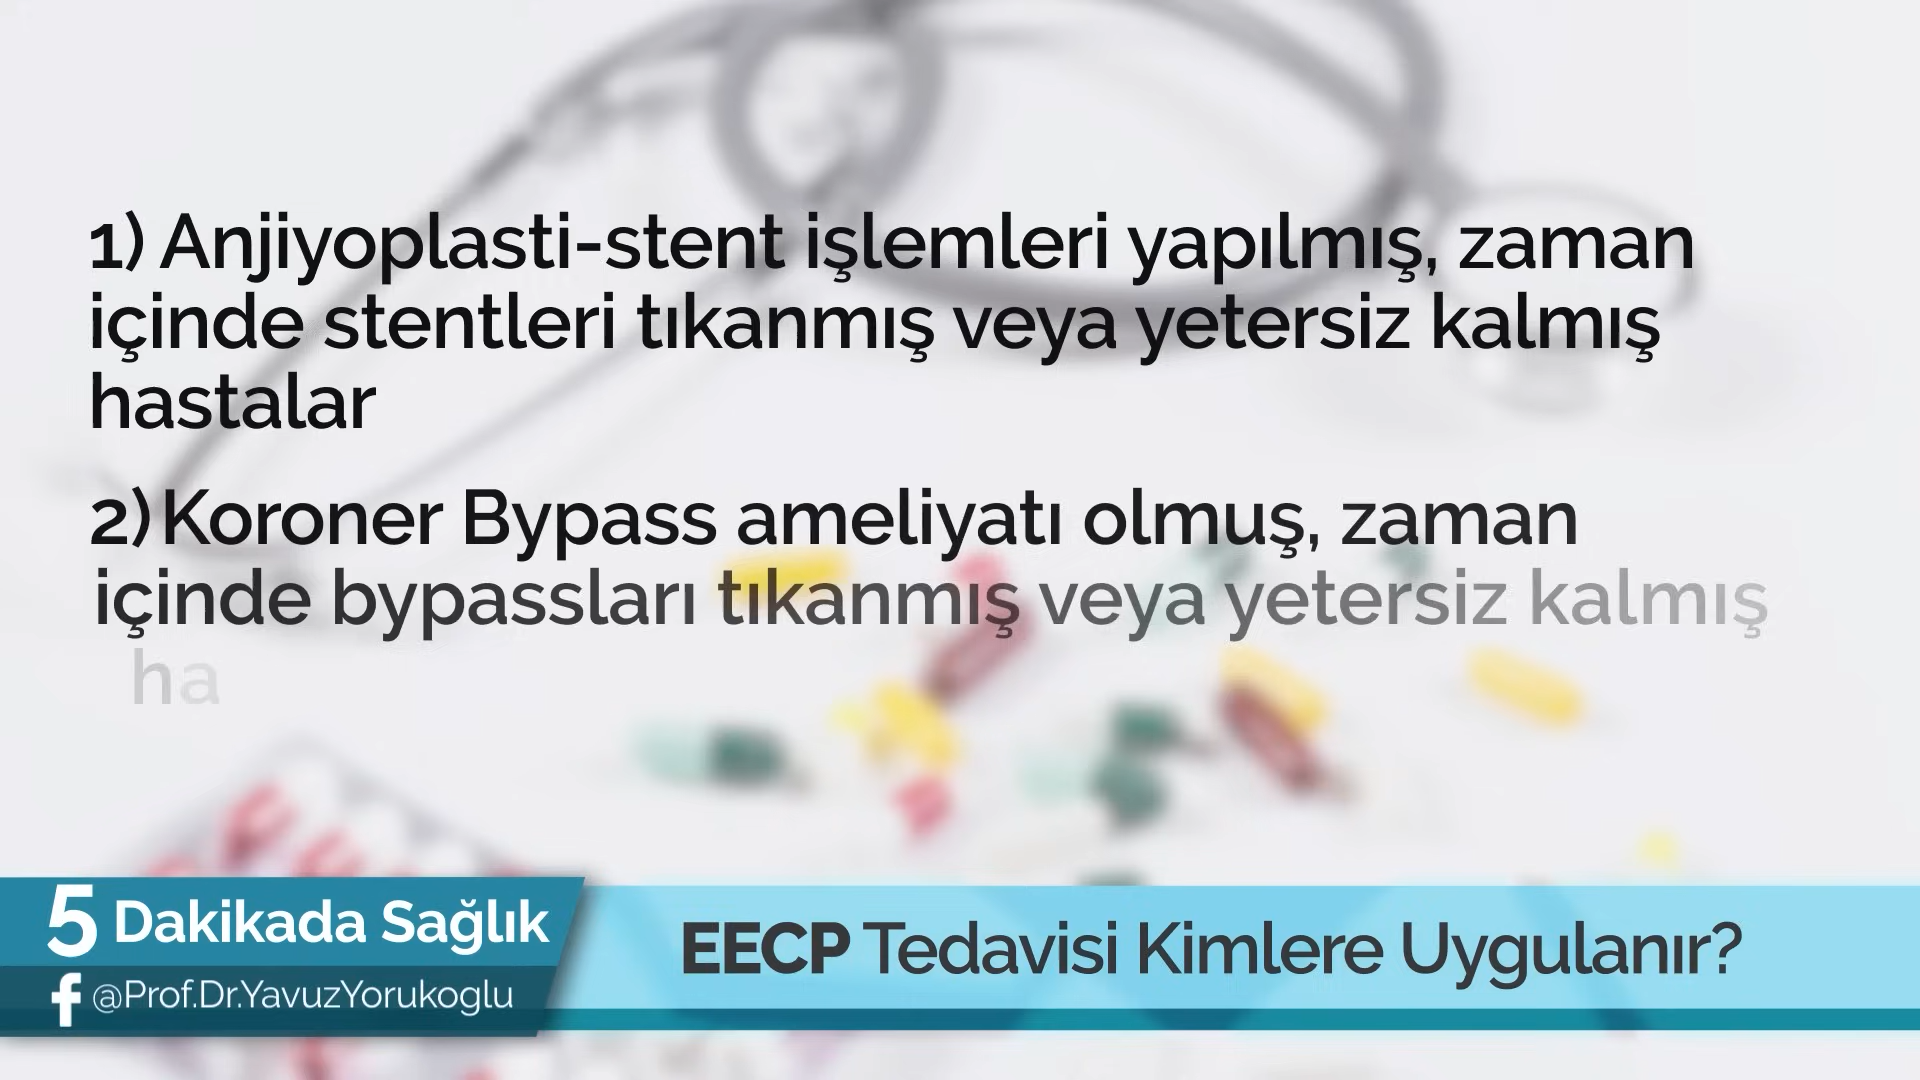 1) Anjiyoplasti-stent işlemleri yapılmış, zaman
içinde stentleri tıkanmış veya yetersiz kalmış
hastalar
2) Koroner Bypass ameliyatı olmuş, zaman
içinde bypassları tıkanmış veya yetersiz kalmış
ha
5 Dakikada Sağlık
f @Prof.Dr.YavuzYorukoglu
EECP Tedavisi Kimlere Uygulanır?